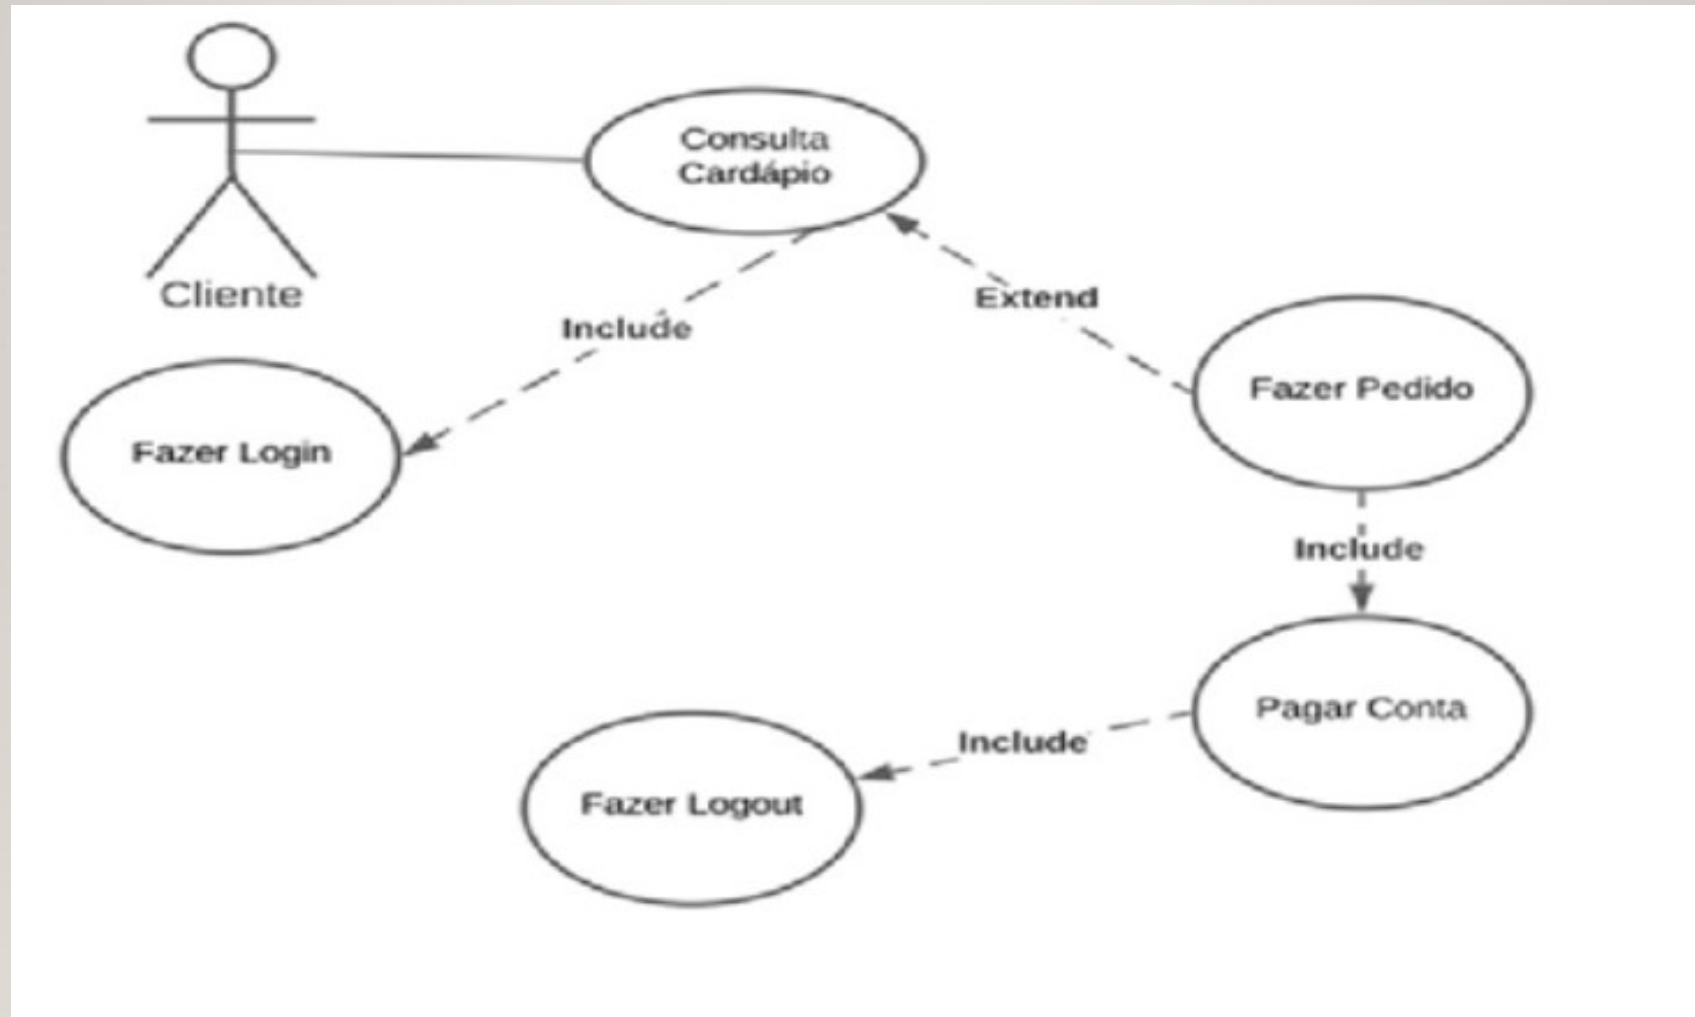 Consulta
Cardápio
Cliente
Extend
Include
Fazer Pedido
Fazer Login
Include
Pagar Conta
Include
Fazer Logout